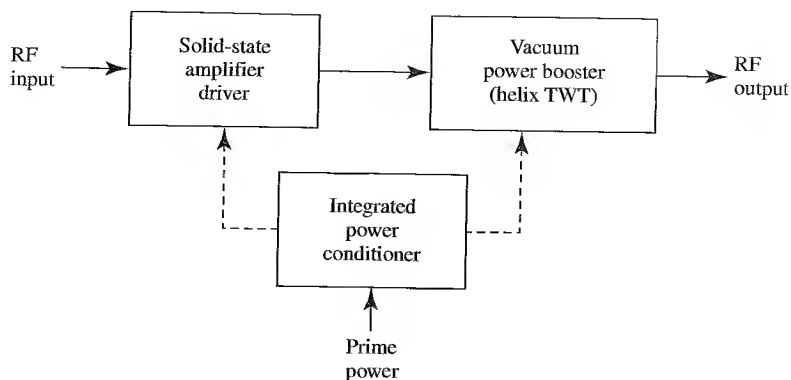 RF
input
Solid-state
amplifier
driver
Vacuum
power booster
(helix TWT)
RF
output
Integrated
power
conditioner
Prime
power